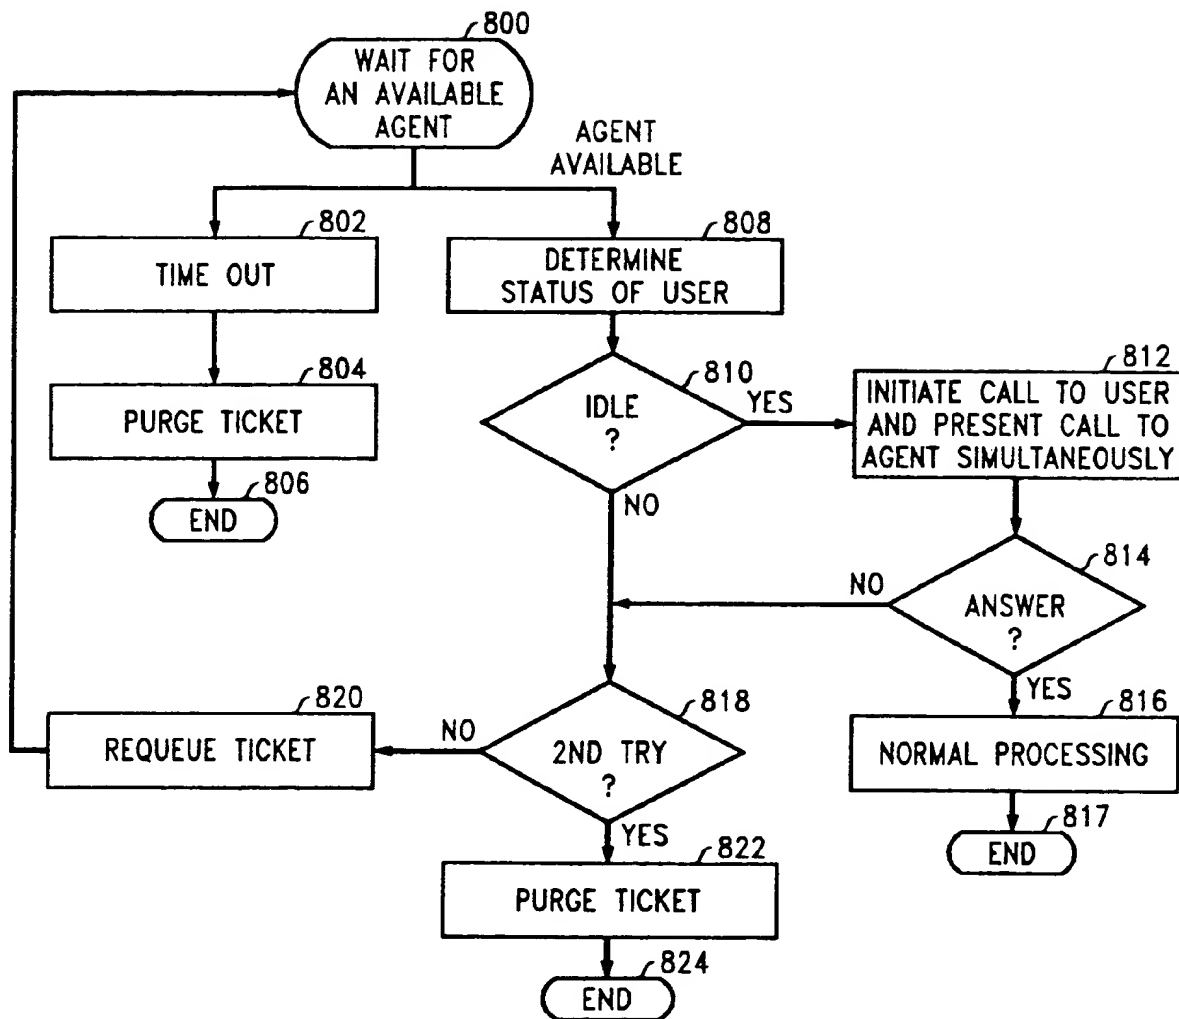 800
WAIT FOR
AN AVAILABLE
AGENT
AGENT
AVAILABLE
802
TIME OUT
808
DETERMINE
STATUS OF USER
804
PURGE TICKET
806
END
810
IDLE
?
YES
NO
812
INITIATE CALL TO USER
AND PRESENT CALL TO
AGENT SIMULTANEOUSLY
814
ANSWER
?
NO
YES
816
NORMAL PROCESSING
817
END
818
2ND TRY
?
NO
YES
820
REQUEUE TICKET
822
PURGE TICKET
824
END